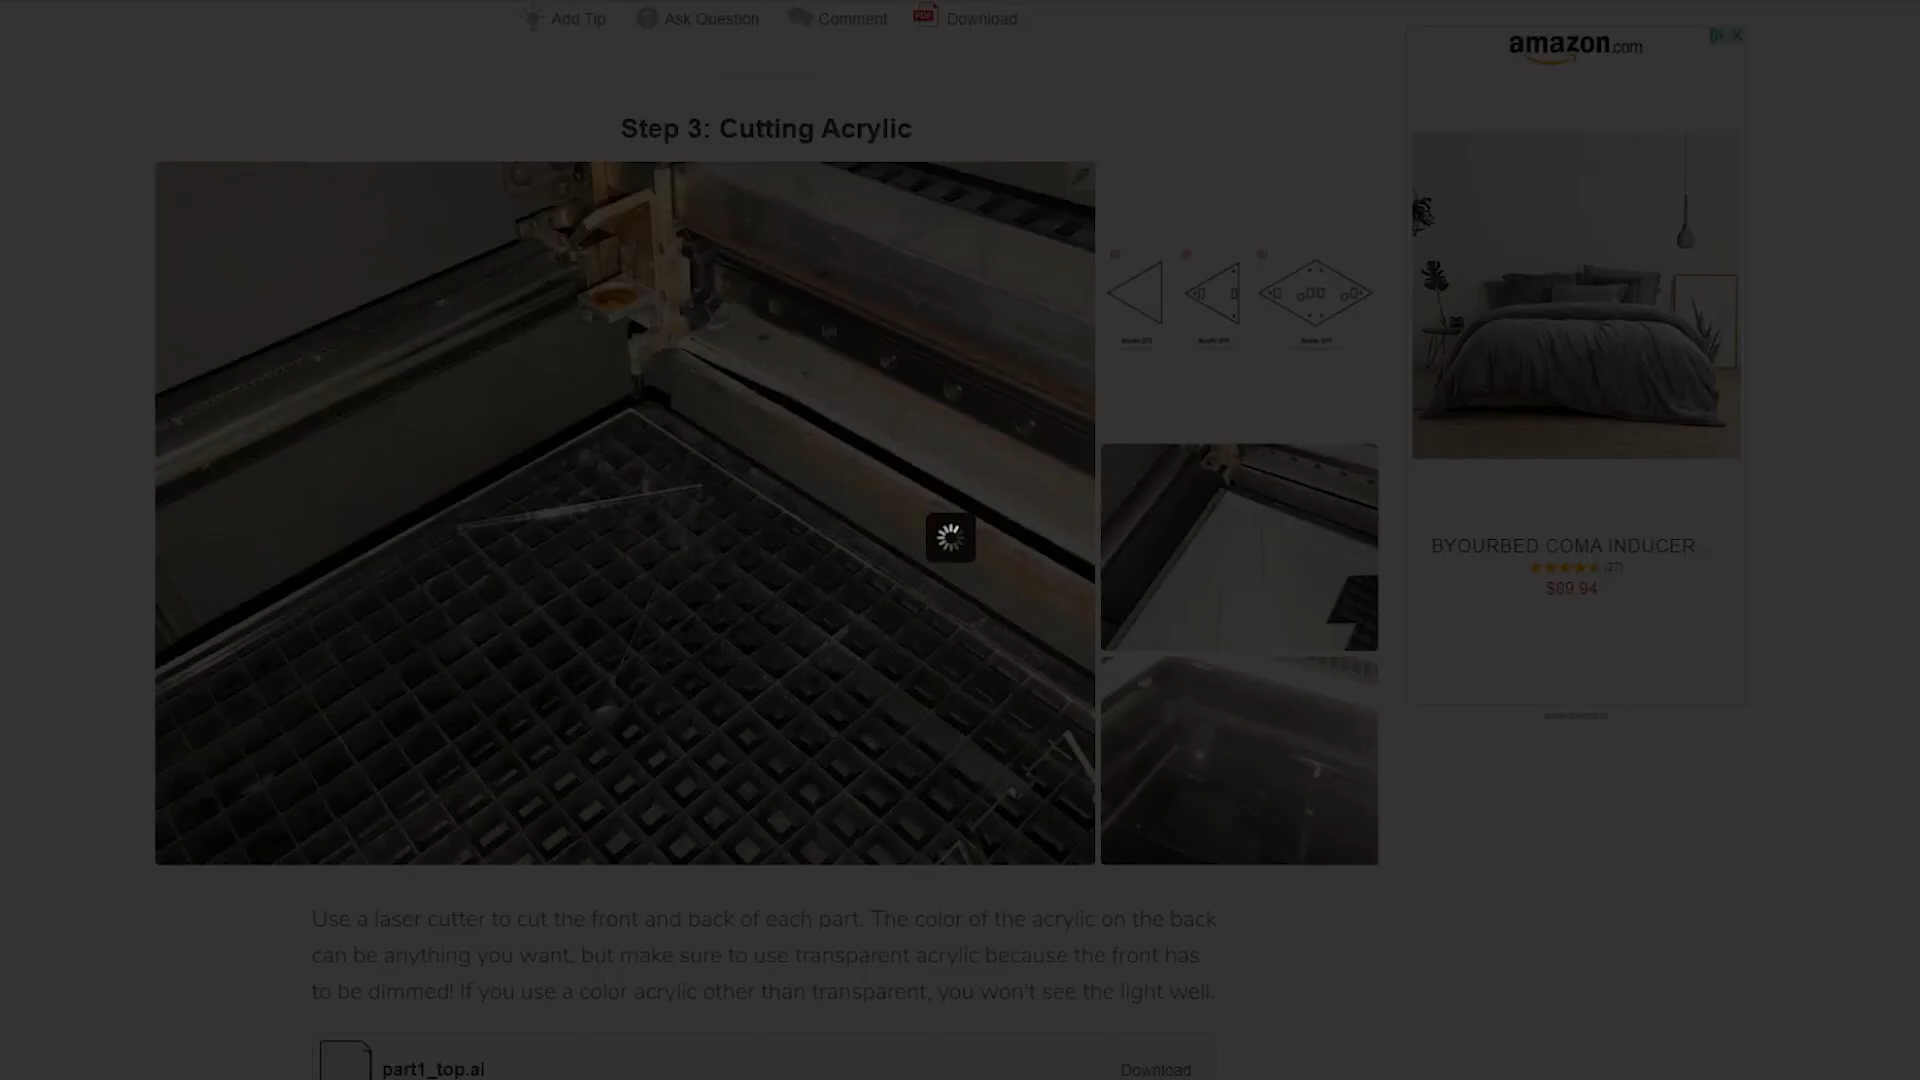 Add Tip
Ask Question
Comment
PDF
Download
amazon.com
Step 3: Cutting Acrylic
BYOURBED COMA INDUCER ...
(27)
$89.94
advertisement
Use a laser cutter to cut the front and back of each part. The color of the acrylic on the back
can be anything you want, but make sure to use transparent acrylic because the front has
to be dimmed! If you use a color acrylic other than transparent, you won't see the light well.
part1_top.ai
Download